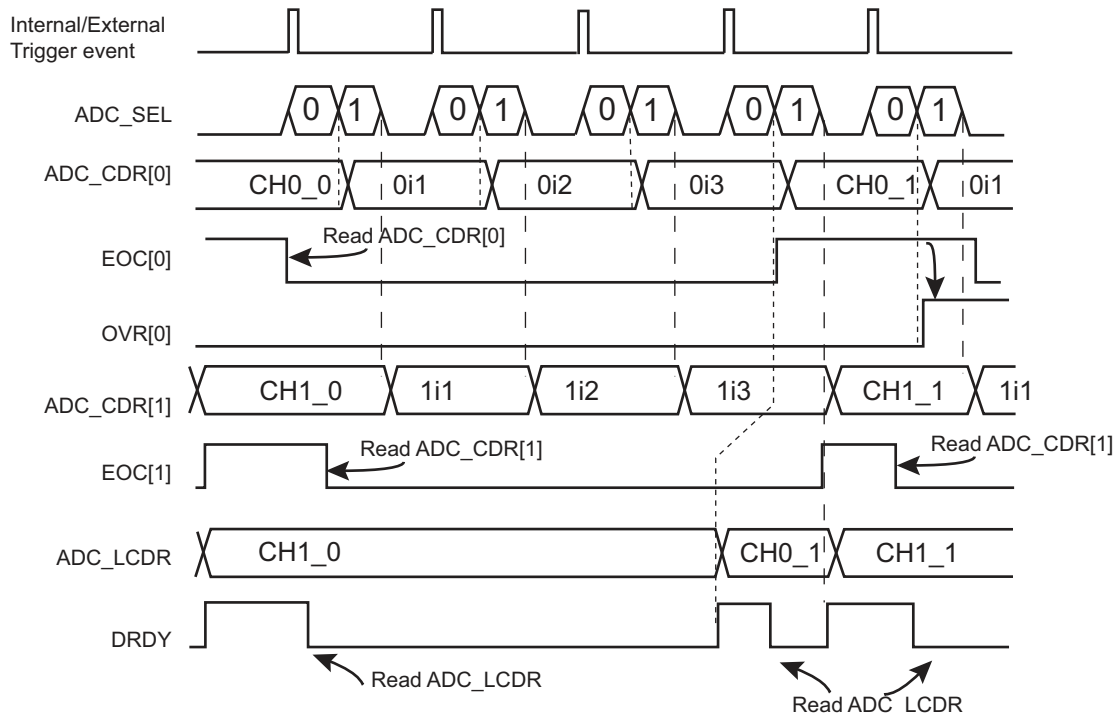 Internal/External
Trigger event
ADC_SEL
0 1 0 1 0 1 0 1 0 1
ADC_CDR[0]
CH0_0 0i1 0i2 0i3 CH0_1 0i1
EOC[0]
Read ADC_CDR[0]
OVR[0]
ADC_CDR[1]
CH1_0 1i1 1i2 1i3 CH1_1 1i1
EOC[1]
Read ADC_CDR[1]
Read ADC_CDR[1]
ADC_LCDR
CH1_0 CH0_1 CH1_1
DRDY
Read ADC_LCDR
Read ADC_LCDR